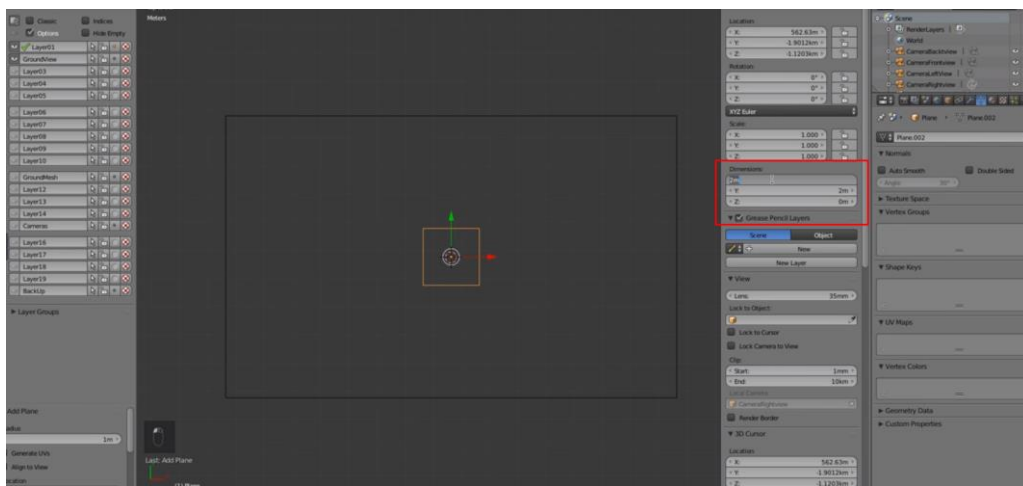 Classic
Indices
Options
Hide Empty
Layer01
GroundView
Layer03
Layer04
Layer05
Layer06
Layer07
Layer08
Layer09
Layer10
GroundMesh
Layer12
Layer13
Layer14
Cameras
Layer16
Layer17
Layer18
Layer19
BackUp
Layer Groups
Add Plane
1m
Generate UVs
Align to View
Meters
Last: Add Plane
(1) Plane
Location:
X: 562.63m
Y: -1.9012km
Z: -1.1203km
Rotation:
X: 0°
Y: 0°
Z: 0°
XYZ Euler
Scale:
X: 1.000
Y: 1.000
Z: 1.000
Dimensions:
Y: 2m
Z: 0m
Grease Pencil Layers
Scene
Object
New
New Layer
View
Lens: 35mm
Lock to Object:
Lock to Cursor
Lock Camera to View
Clip:
Start: 1mm
End: 10km
Local Camera:
CameraRightview
Render Border
3D Cursor
Location:
X: 562.63m
Y: -1.9012km
Z: -1.1203km
Scene
RenderLayers
World
CameraBackview
CameraFrontview
CameraLeftView
CameraRightview
Plane
Plane.002
Plane.002
Normals
Auto Smooth
Double Sided
Angle: 30°
Texture Space
Vertex Groups
Shape Keys
UV Maps
Vertex Colors
Geometry Data
Custom Properties